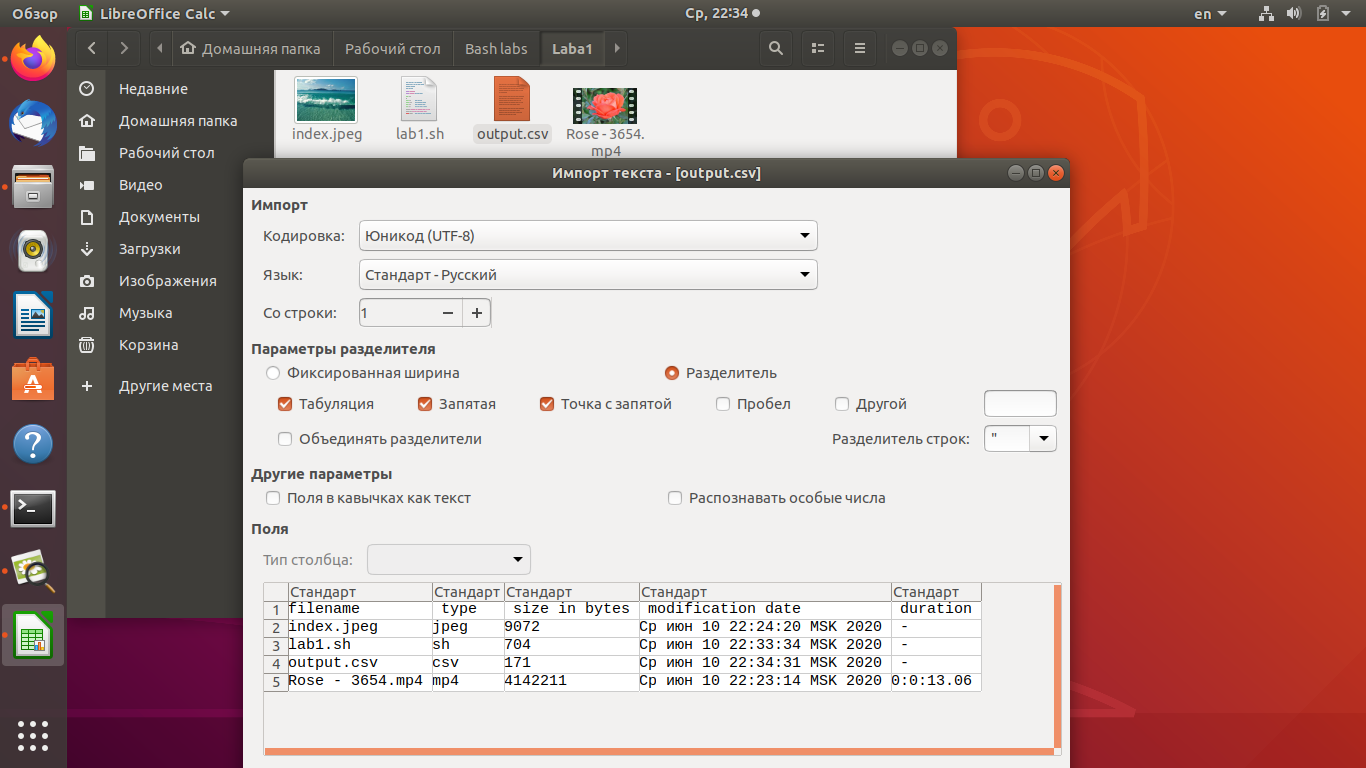 Обзор LibreOffice Calc Ср, 22:34 en
Домашняя папка Рабочий стол Bash labs Laba1
Недавние
Домашняя папка
Рабочий стол
Видео
Документы
Загрузки
Изображения
Музыка
Корзина
Другие места
index.jpeg lab1.sh output.csv Rose - 3654.
mp4
Импорт текста - [output.csv]
Импорт
Кодировка: Юникод (UTF-8)
Язык: Стандарт - Русский
Со строки: 1
Параметры разделителя
Фиксированная ширина Разделитель
Табуляция Запятая Точка с запятой Пробел Другой
Объединять разделители Разделитель строк: "
Другие параметры
Поля в кавычках как текст Распознавать особые числа
Поля
Тип столбца:
Стандарт Стандарт Стандарт Стандарт Стандарт
1 filename type size in bytes modification date duration
2 index.jpeg jpeg 9072 Ср июн 10 22:24:20 MSK 2020 -
3 lab1.sh sh 704 Ср июн 10 22:33:34 MSK 2020 -
4 output.csv csv 171 Ср июн 10 22:34:31 MSK 2020 -
5 Rose - 3654.mp4 mp4 4142211 Ср июн 10 22:23:14 MSK 2020 0:0:13.06